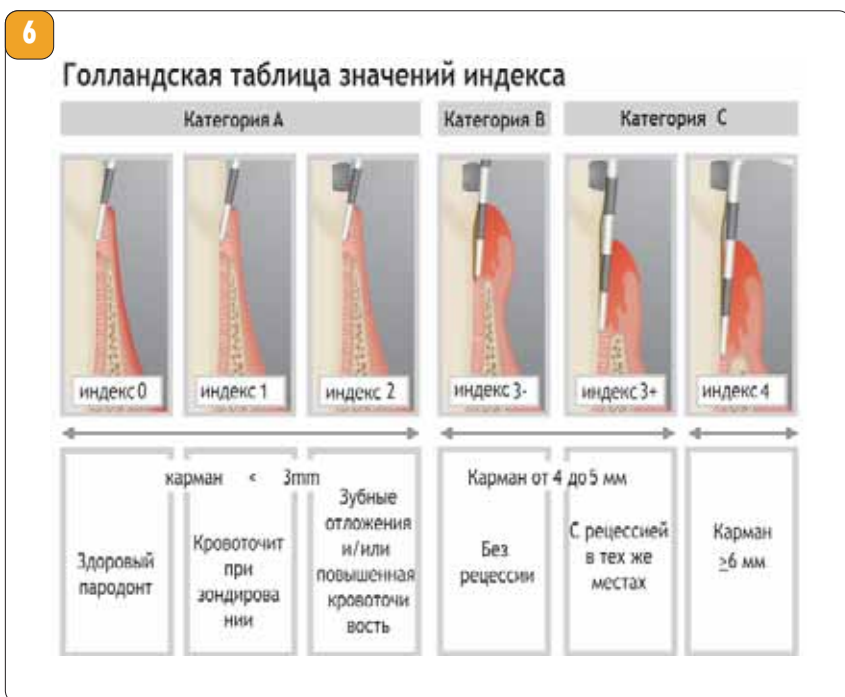 6
Голландская таблица значений индекса
Категория А
Категория В
Категория С
индекс 0
индекс 1
индекс 2
индекс 3-
индекс 3+
индекс 4
карман < 3mm
Карман от 4 до 5 мм
Здоровый
пародонт
Кровоточит
при
зондирова
нии
Зубные
отложения
и/или
повышенная
кровоточи
вость
Без
рецессии
С рецессией
в тех же
местах
Карман
≥6 мм